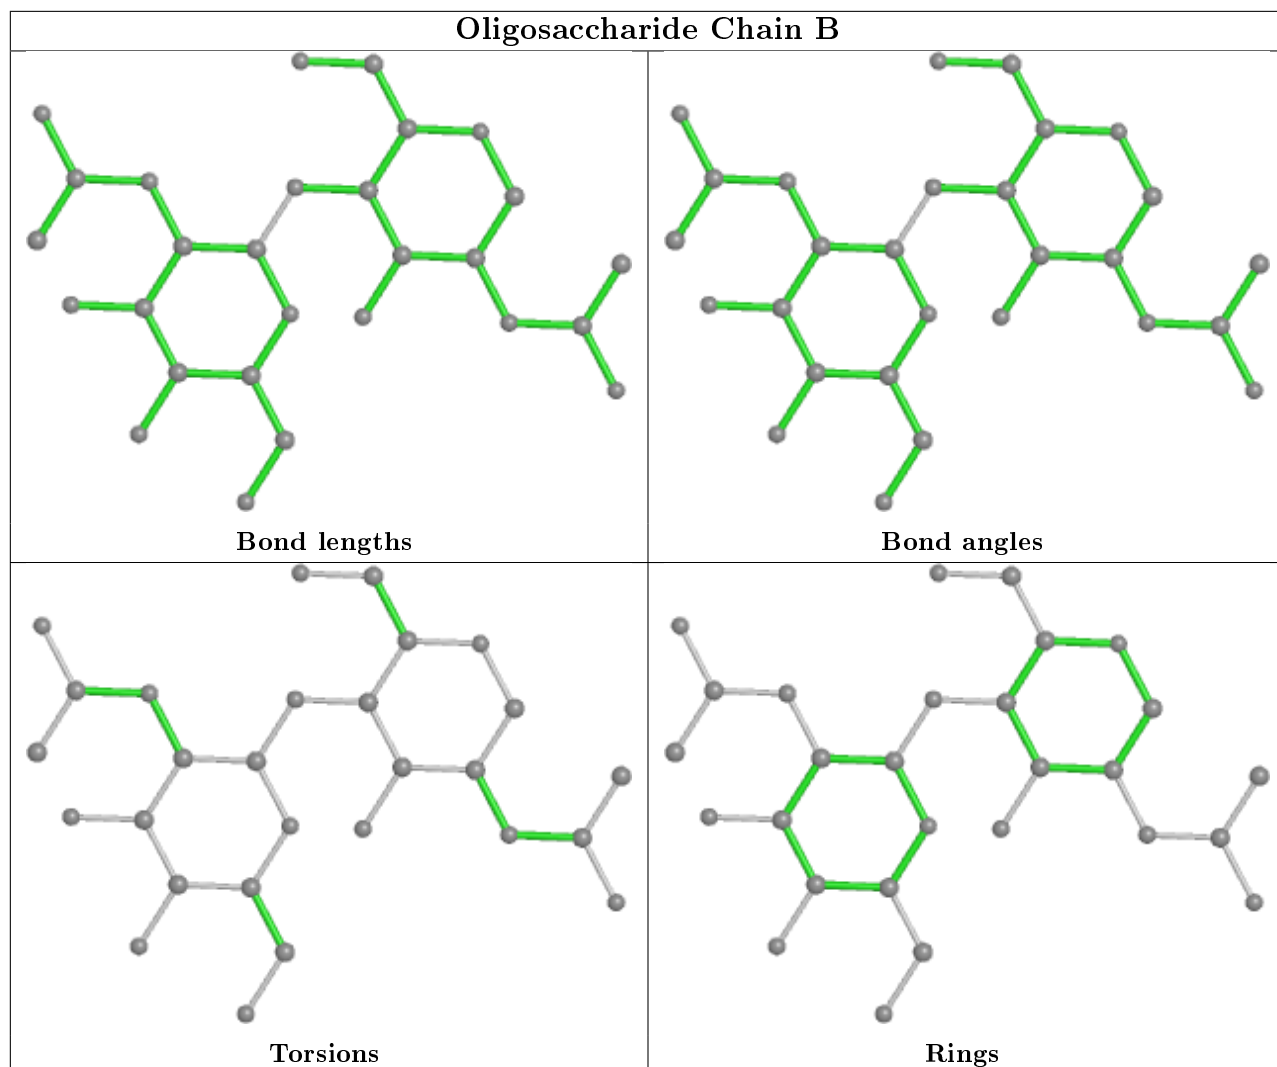 Oligosaccharide Chain B
Bond lengths
Bond angles
Torsions
Rings